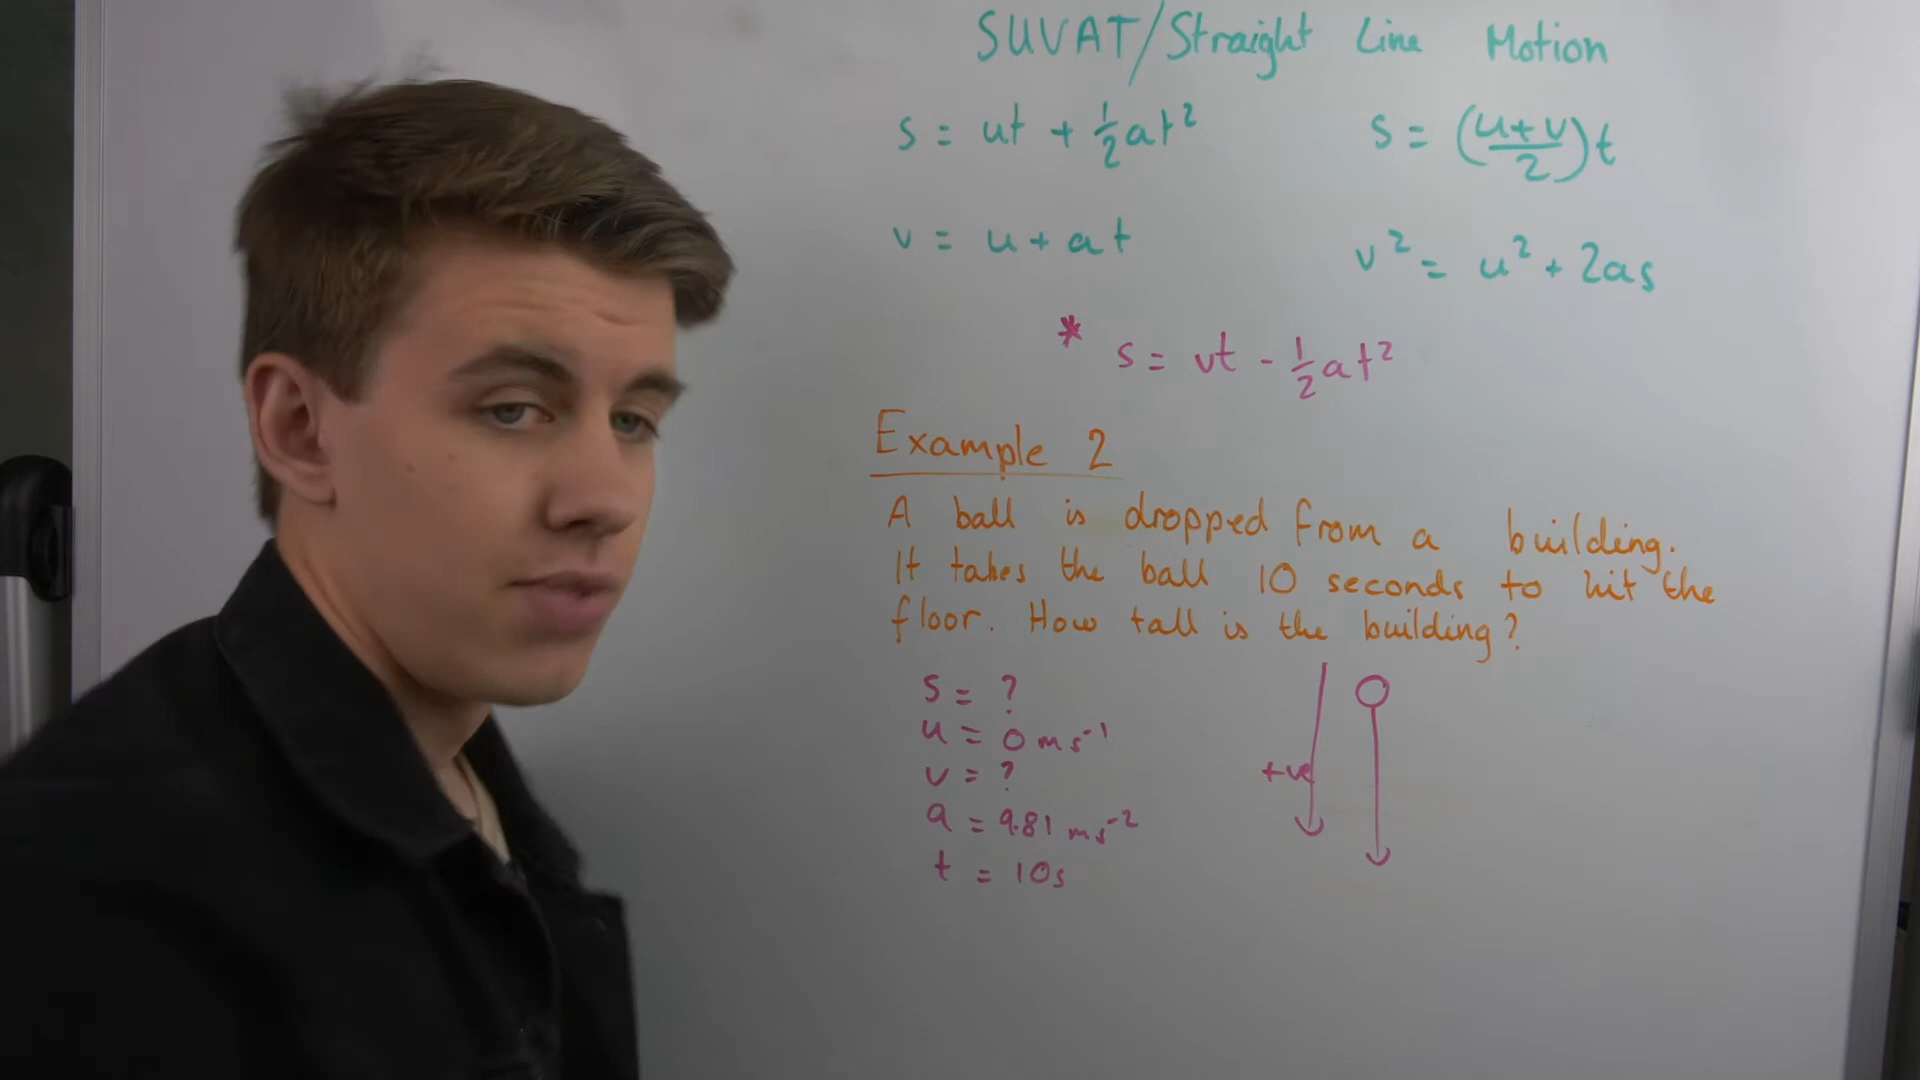 SUVAT/Straight Line Motion
s = ut + ½at² s = (u+v/2)t
v = u + at v² = u² + 2as
* s = vt - ½at²
Example 2
A ball is dropped from a building.
It takes the ball 10 seconds to hit the
floor. How tall is the building?
s = ?
u = 0 ms⁻¹
v = ?
+ve
a = 9.81 ms⁻²
t = 10s